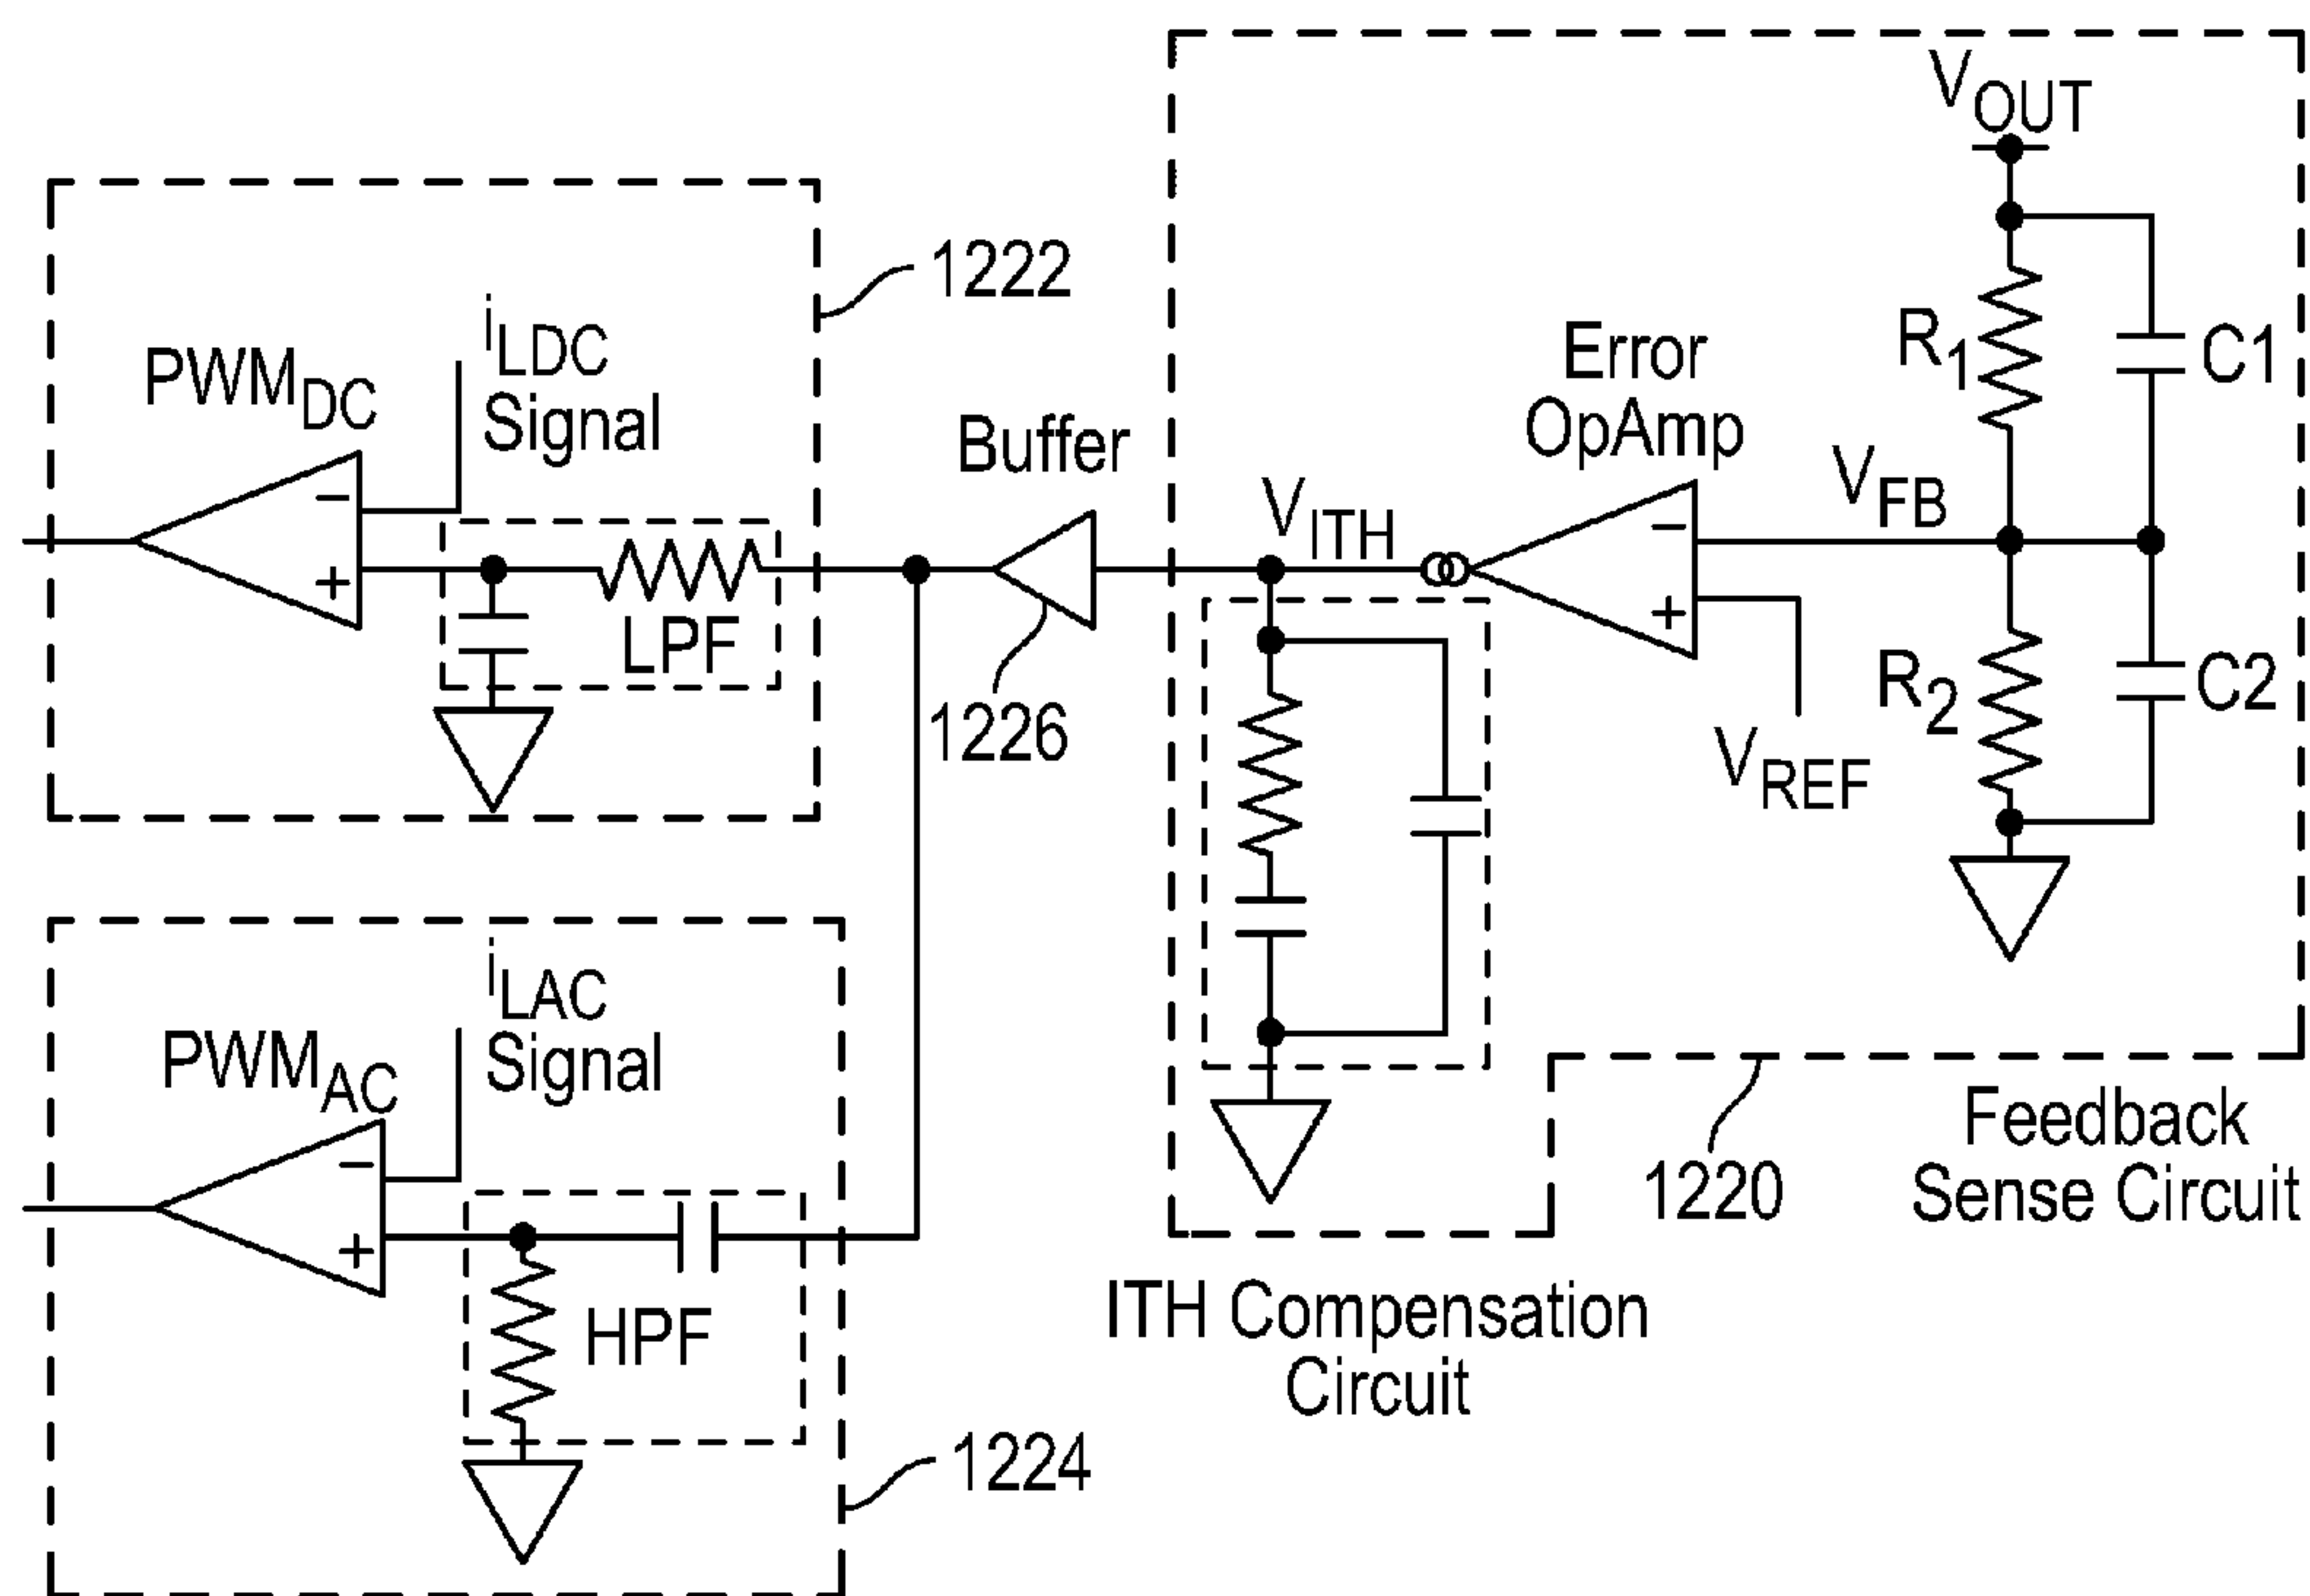 VOUT
1222
iLDC
Signal
PWMDC
−
+
LPF
Buffer
1226
VITH
Error
OpAmp
−
+
VFB
VREF
R1
C1
R2
C2
iLAC
Signal
PWMAC
−
+
HPF
1224
ITH Compensation
Circuit
1220
Feedback
Sense Circuit